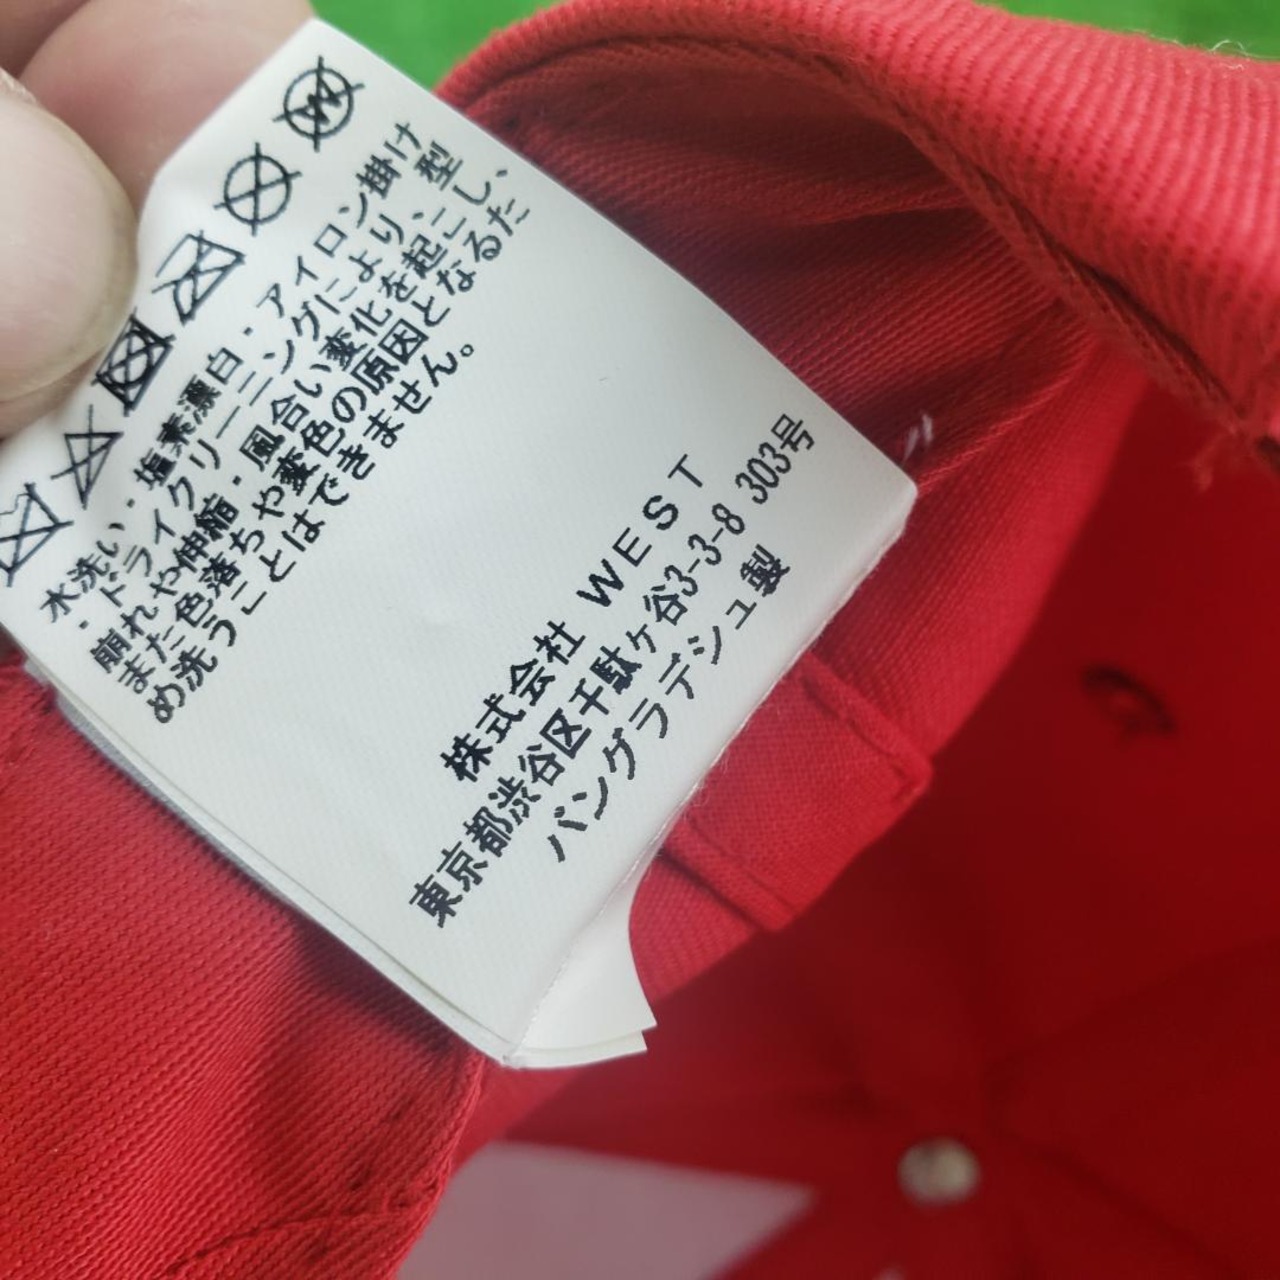 水洗い・塩素漂白・アイロン掛け
・ドライクリーニングにより、型
崩れや伸縮・風合い変化を起こし、
また色落ちや変色の原因となるた
め洗うことはできません。
株式会社 WEST
東京都渋谷区千駄ヶ谷3-3-8 303号
バングラデシュ製